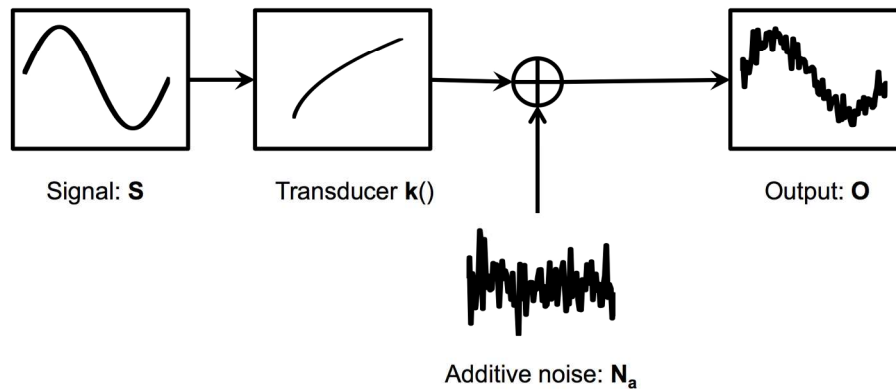 Signal: S
Transducer k()
Output: O
Additive noise: Nₐ